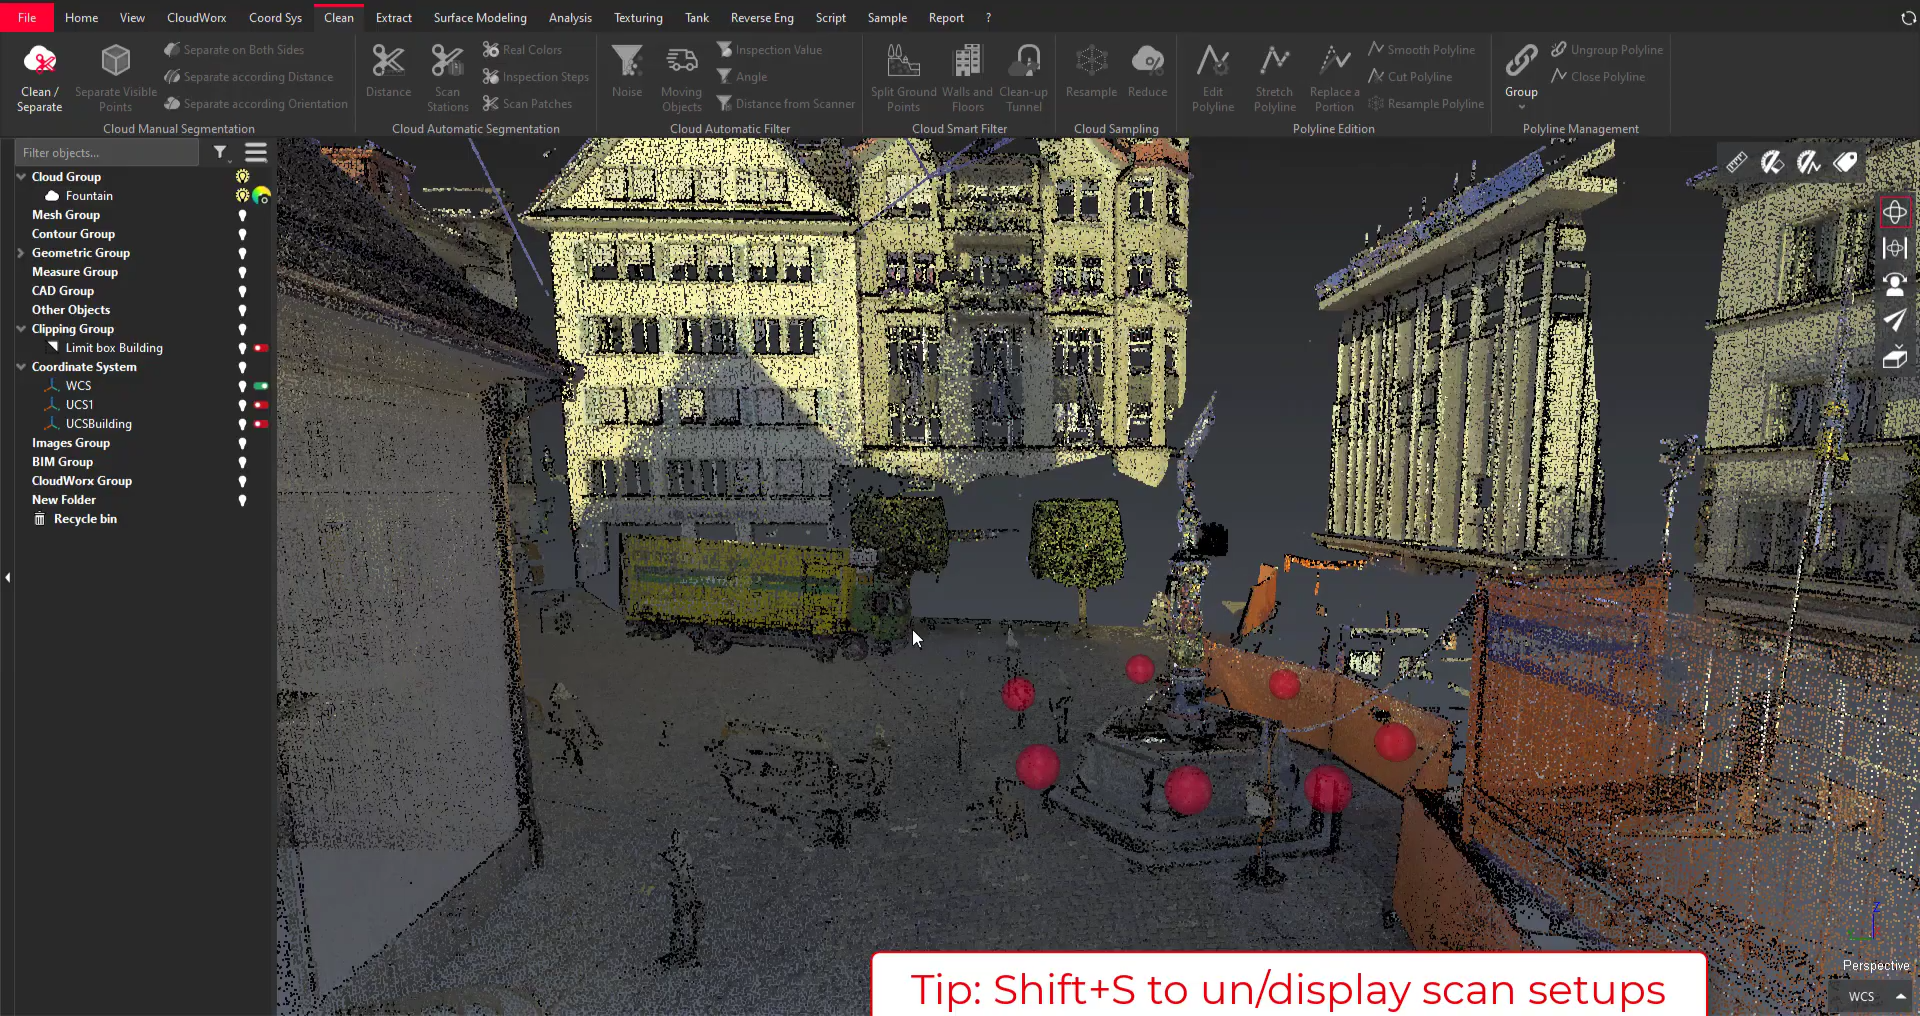 File Home View CloudWorx Coord Sys Clean Extract Surface Modeling Analysis Texturing Tank Reverse Eng Script Sample Report ?
Clean / Separate
Separate Visible Points
Separate on Both Sides
Separate according Distance
Separate according Orientation
Cloud Manual Segmentation
Distance
Scan Stations
Real Colors
Inspection Steps
Scan Patches
Cloud Automatic Segmentation
Noise
Moving Objects
Inspection Value
Angle
Distance from Scanner
Cloud Automatic Filter
Split Ground Points
Walls and Floors
Clean-up Tunnel
Cloud Smart Filter
Resample
Reduce
Cloud Sampling
Edit Polyline
Stretch Polyline
Replace a Portion
Smooth Polyline
Cut Polyline
Resample Polyline
Polyline Edition
Group
Ungroup Polyline
Close Polyline
Polyline Management
Filter objects...
Cloud Group
Fountain
Mesh Group
Contour Group
Geometric Group
Measure Group
CAD Group
Other Objects
Clipping Group
Limit box Building
Coordinate System
WCS
UCS1
UCSBuilding
Images Group
BIM Group
CloudWorx Group
New Folder
Recycle bin
Z
Perspective
WCS
Tip: Shift+S to un/display scan setups